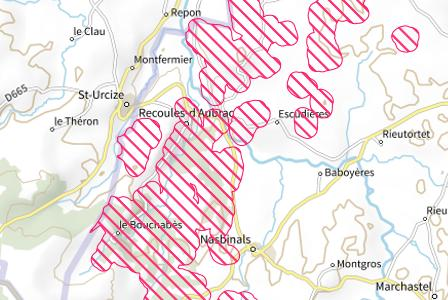 Repon
le Clau
Montfermier
D665
St-Urcize
Recoules d'Aubrac
Escudières
le Théron
Rieutortet
Baboyères
le Bouchabès
Nasbinals
Montgros
Marchastel